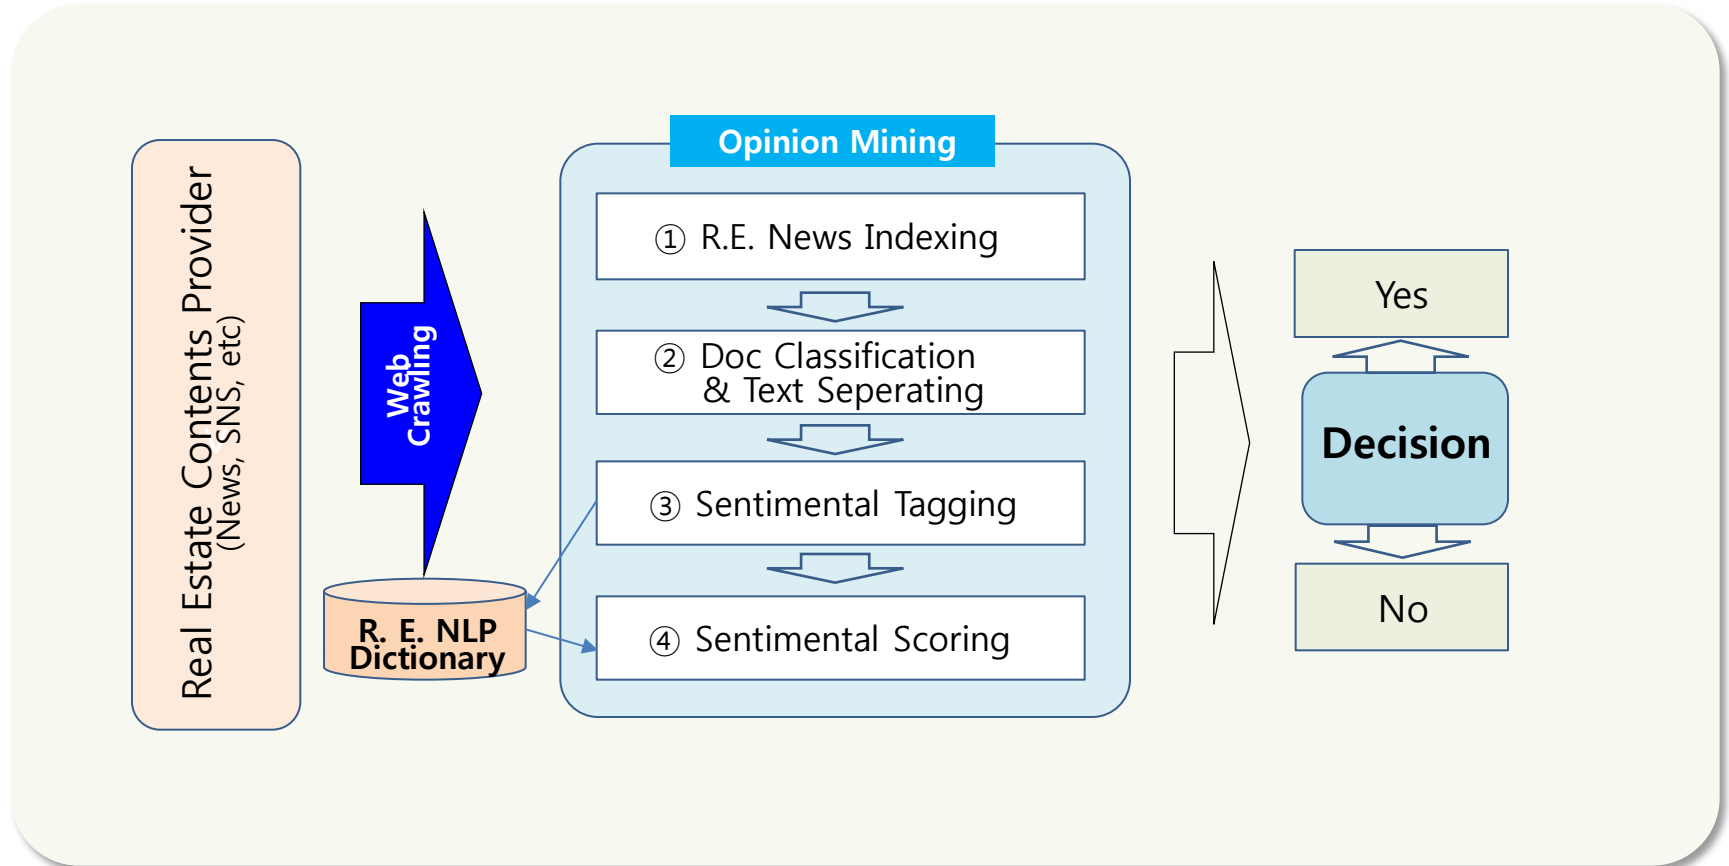 Real Estate Contents Provider
(News, SNS, etc)
Web
Crawling
R. E. NLP
Dictionary
Opinion Mining
① R.E. News Indexing
② Doc Classification
& Text Seperating
③ Sentimental Tagging
④ Sentimental Scoring
Yes
Decision
No